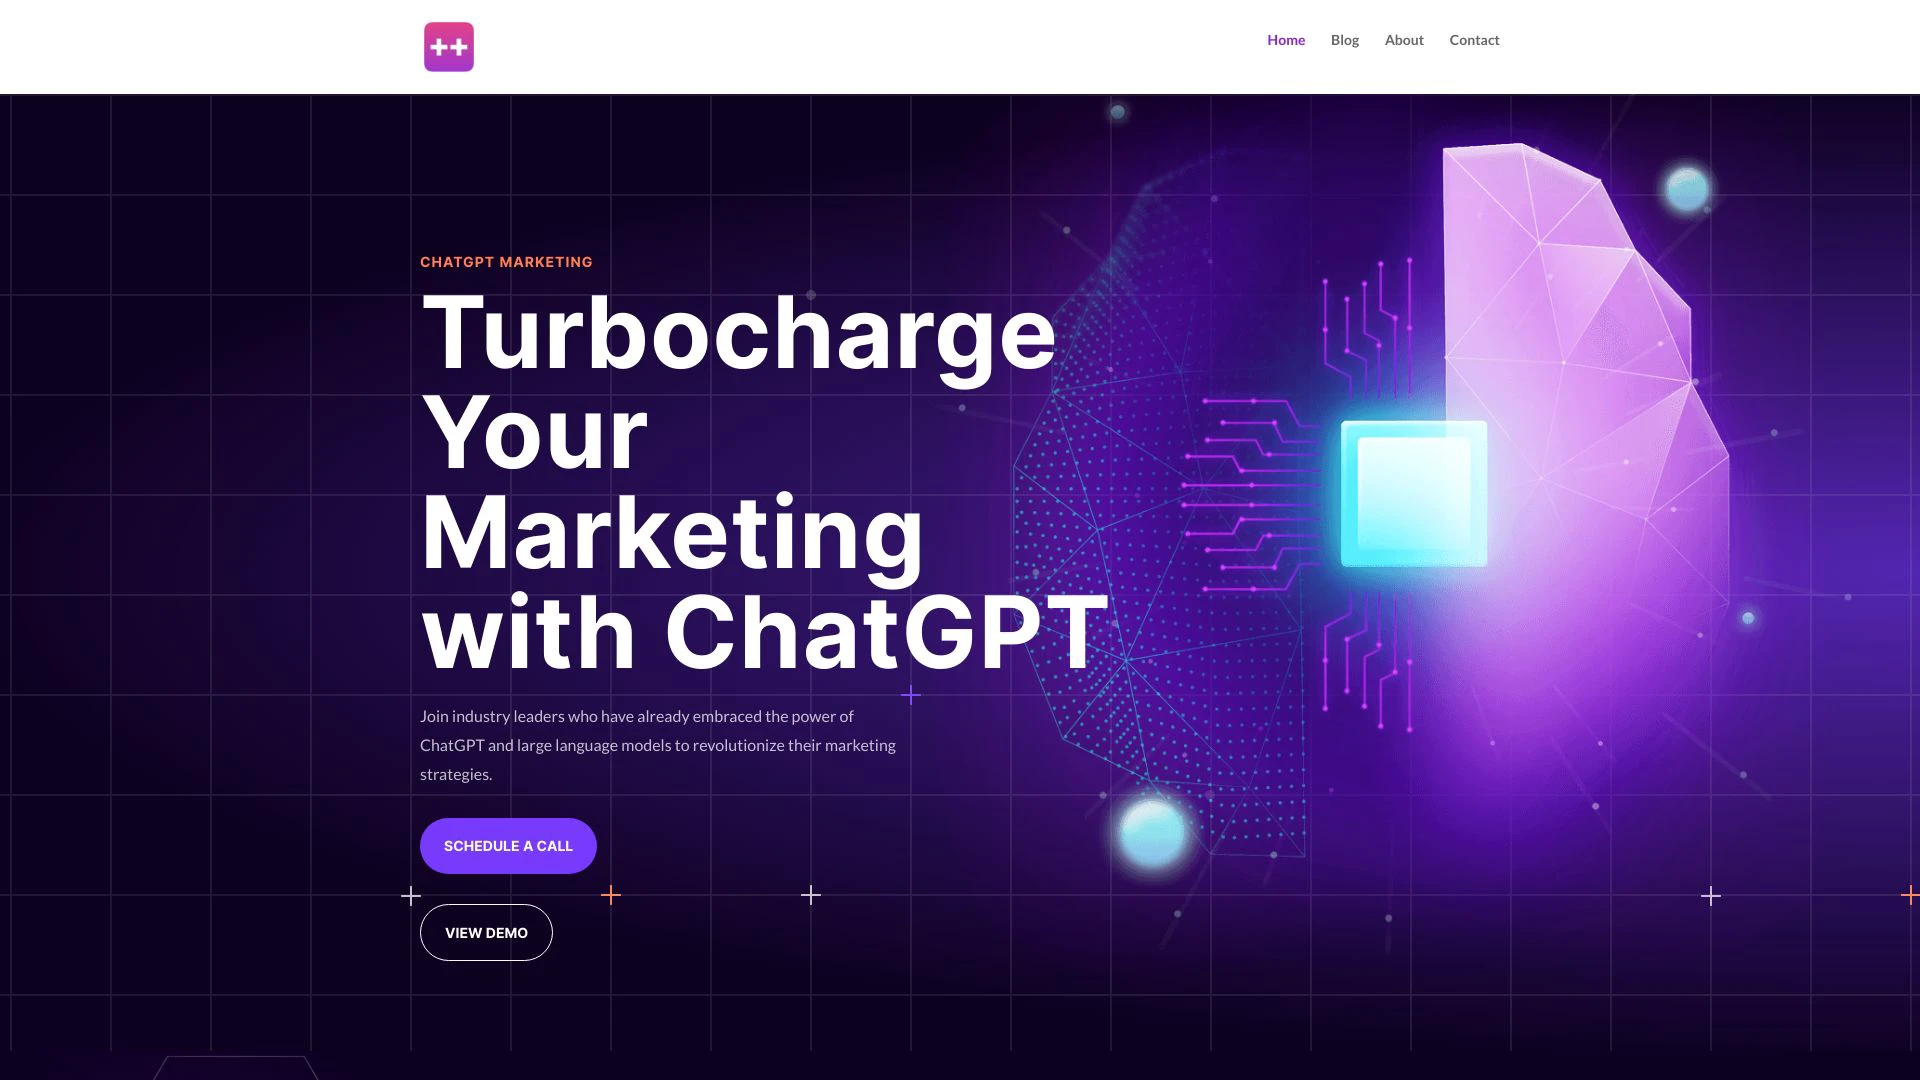 ++
Home
Blog
About
Contact
CHATGPT MARKETING
Turbocharge
Your
Marketing
with ChatGPT
Join industry leaders who have already embraced the power of
ChatGPT and large language models to revolutionize their marketing
strategies.
SCHEDULE A CALL
VIEW DEMO